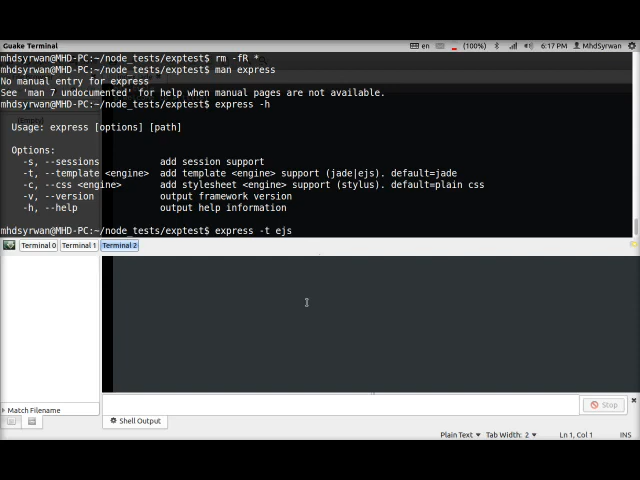 Guake Terminal en (100%) 6:17 PM MhdSyrwan
mhdsyrwan@MHD-PC:~/node_tests/exptest$ rm -fR *
mhdsyrwan@MHD-PC:~/node_tests/exptest$ man express
No manual entry for express
See 'man 7 undocumented' for help when manual pages are not available.
mhdsyrwan@MHD-PC:~/node_tests/exptest$ express -h
Usage: express [options] [path]
Options:
-s, --sessions add session support
-t, --template <engine> add template <engine> support (jade|ejs). default=jade
-c, --css <engine> add stylesheet <engine> support (stylus). default=plain css
-v, --version output framework version
-h, --help output help information
mhdsyrwan@MHD-PC:~/node_tests/exptest$ express -t ejs
Terminal 0 Terminal 1 Terminal 2
Stop
Match Filename
Shell Output
Plain Text Tab Width: 2 Ln 1, Col 1 INS